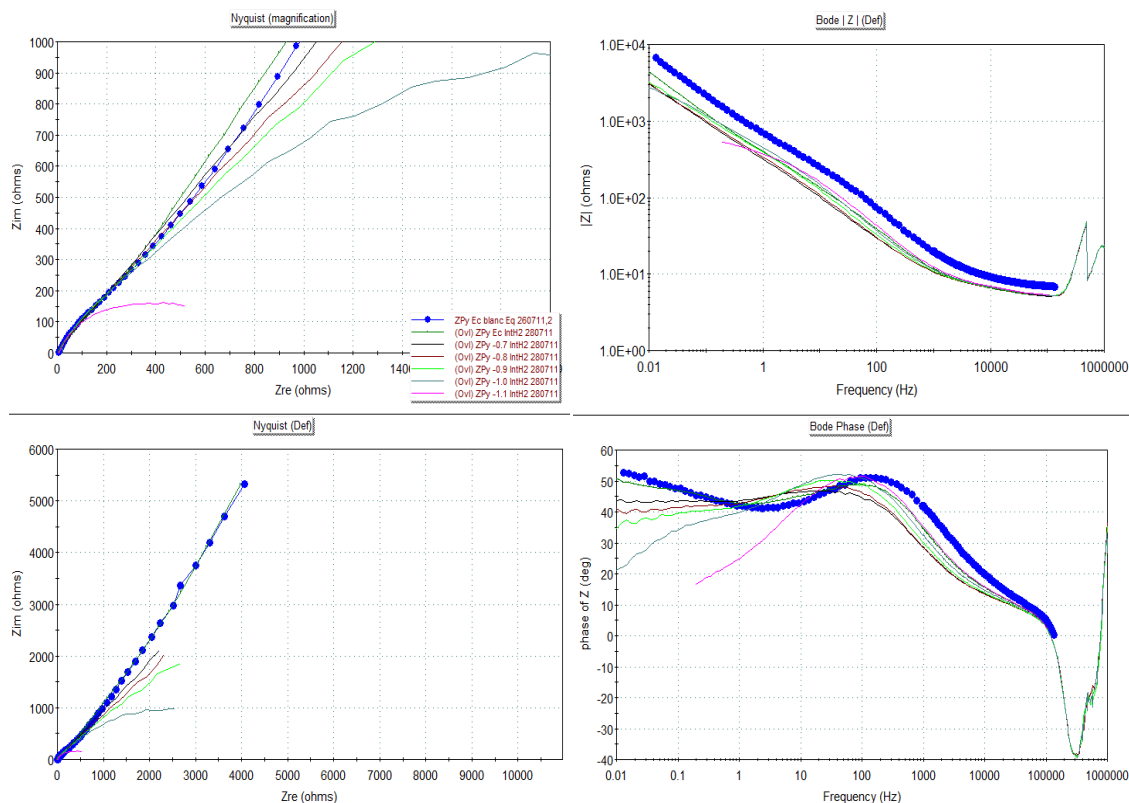 Nyquist (magnification)
1000
900
800
700
600
500
400
300
200
100
0
Zim (ohms)
0 200 400 600 800 1000 1200 14
Zre (ohms)
ZPy Ec blanc Eq 260711,2
(Ovl) ZPy Ec IntH2 280711
(Ovl) ZPy -0.7 IntH2 280711
(Ovl) ZPy -0.8 IntH2 280711
(Ovl) ZPy -0.9 IntH2 280711
(Ovl) ZPy -1.0 IntH2 280711
(Ovl) ZPy -1.1 IntH2 280711
Bode | Z | (Def)
1.0E+04
1.0E+03
1.0E+02
1.0E+01
1.0E+00
|Z| (ohms)
0.01 1 100 10000 1000000
Frequency (Hz)
Nyquist (Def)
6000
5000
4000
3000
2000
1000
0
Zim (ohms)
0 1000 2000 3000 4000 5000 6000 7000 8000 9000 10000
Zre (ohms)
Bode Phase (Def)
60
50
40
30
20
10
0
-10
-20
-30
-40
phase of Z (deg)
0.01 0.1 1 10 100 1000 10000 100000 1000000
Frequency (Hz)